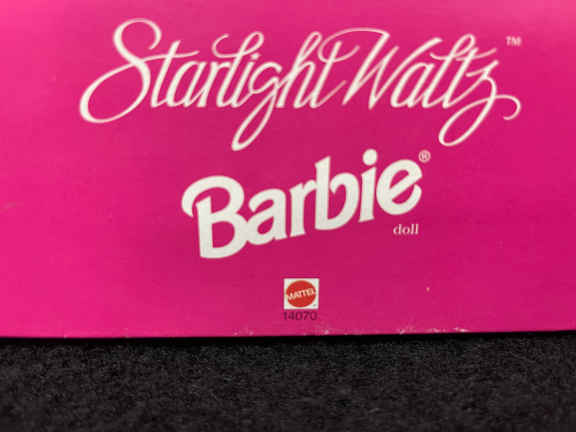 Starlight Waltz™
Barbie®
doll
MATTEL
14070